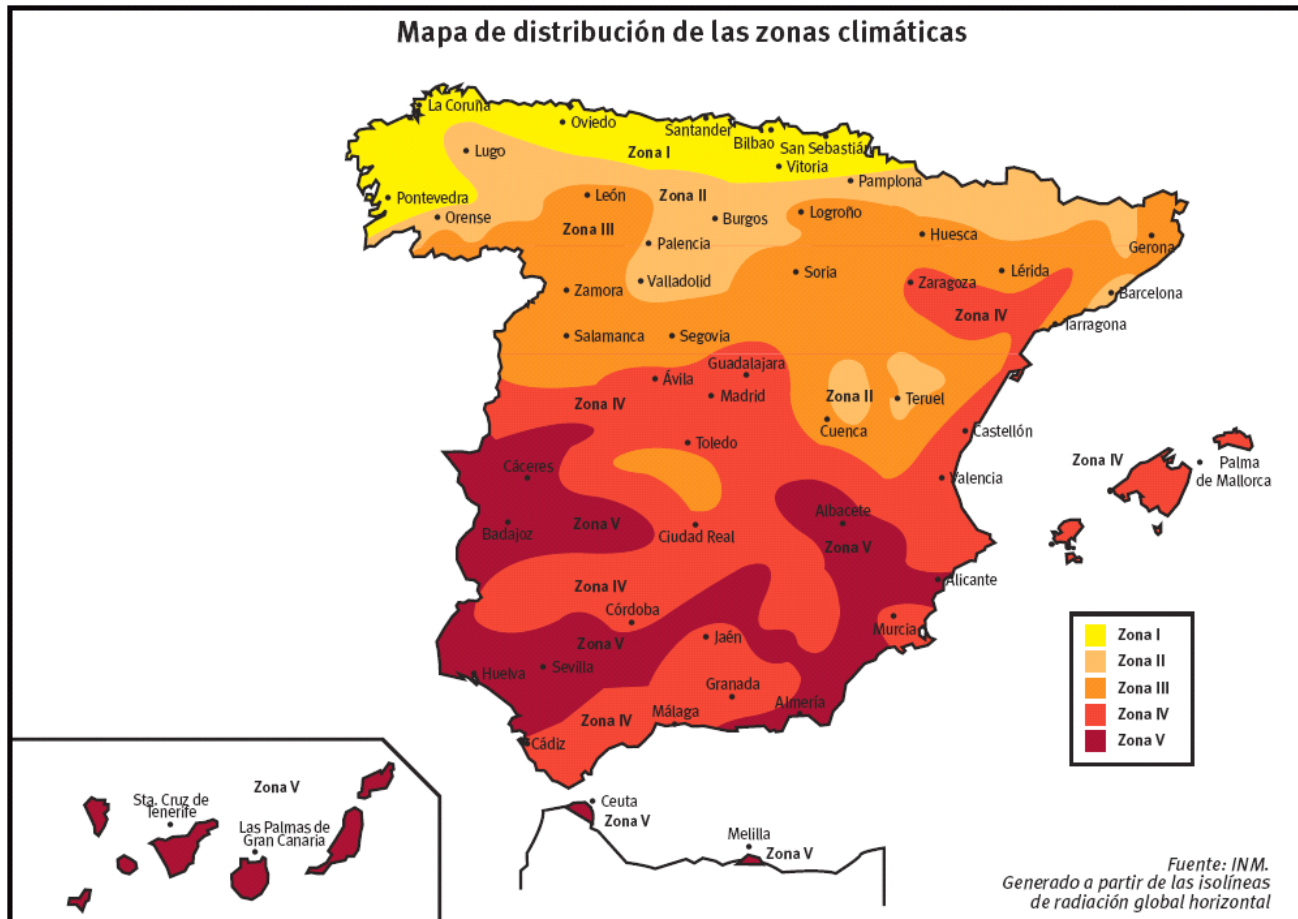 Mapa de distribución de las zonas climáticas
La Coruña
Oviedo
Santander
Bilbao
San Sebastián
Lugo
Zona I
Vitoria
Pamplona
Pontevedra
León
Zona II
Orense
Burgos
Logroño
Zona III
Palencia
Huesca
Gerona
Valladolid
Soria
Lérida
Zamora
Zaragoza
Barcelona
Zona IV
Tarragona
Salamanca
Segovia
Guadalajara
Ávila
Madrid
Zona II
Teruel
Zona IV
Cuenca
Castellón
Toledo
Zona IV
Palma
de Mallorca
Cáceres
Valencia
Albacete
Badajoz
Zona V
Ciudad Real
Zona V
Zona IV
Alicante
Córdoba
Murcia
Zona V
Jaén
Huelva
Sevilla
Granada
Almería
Zona IV
Málaga
Cádiz
Zona I
Zona II
Zona III
Zona IV
Zona V
Zona V
Sta. Cruz de
Tenerife
Las Palmas de
Gran Canaria
Ceuta
Zona V
Melilla
Zona V
Fuente: INM.
Generado a partir de las isolíneas
de radiación global horizontal